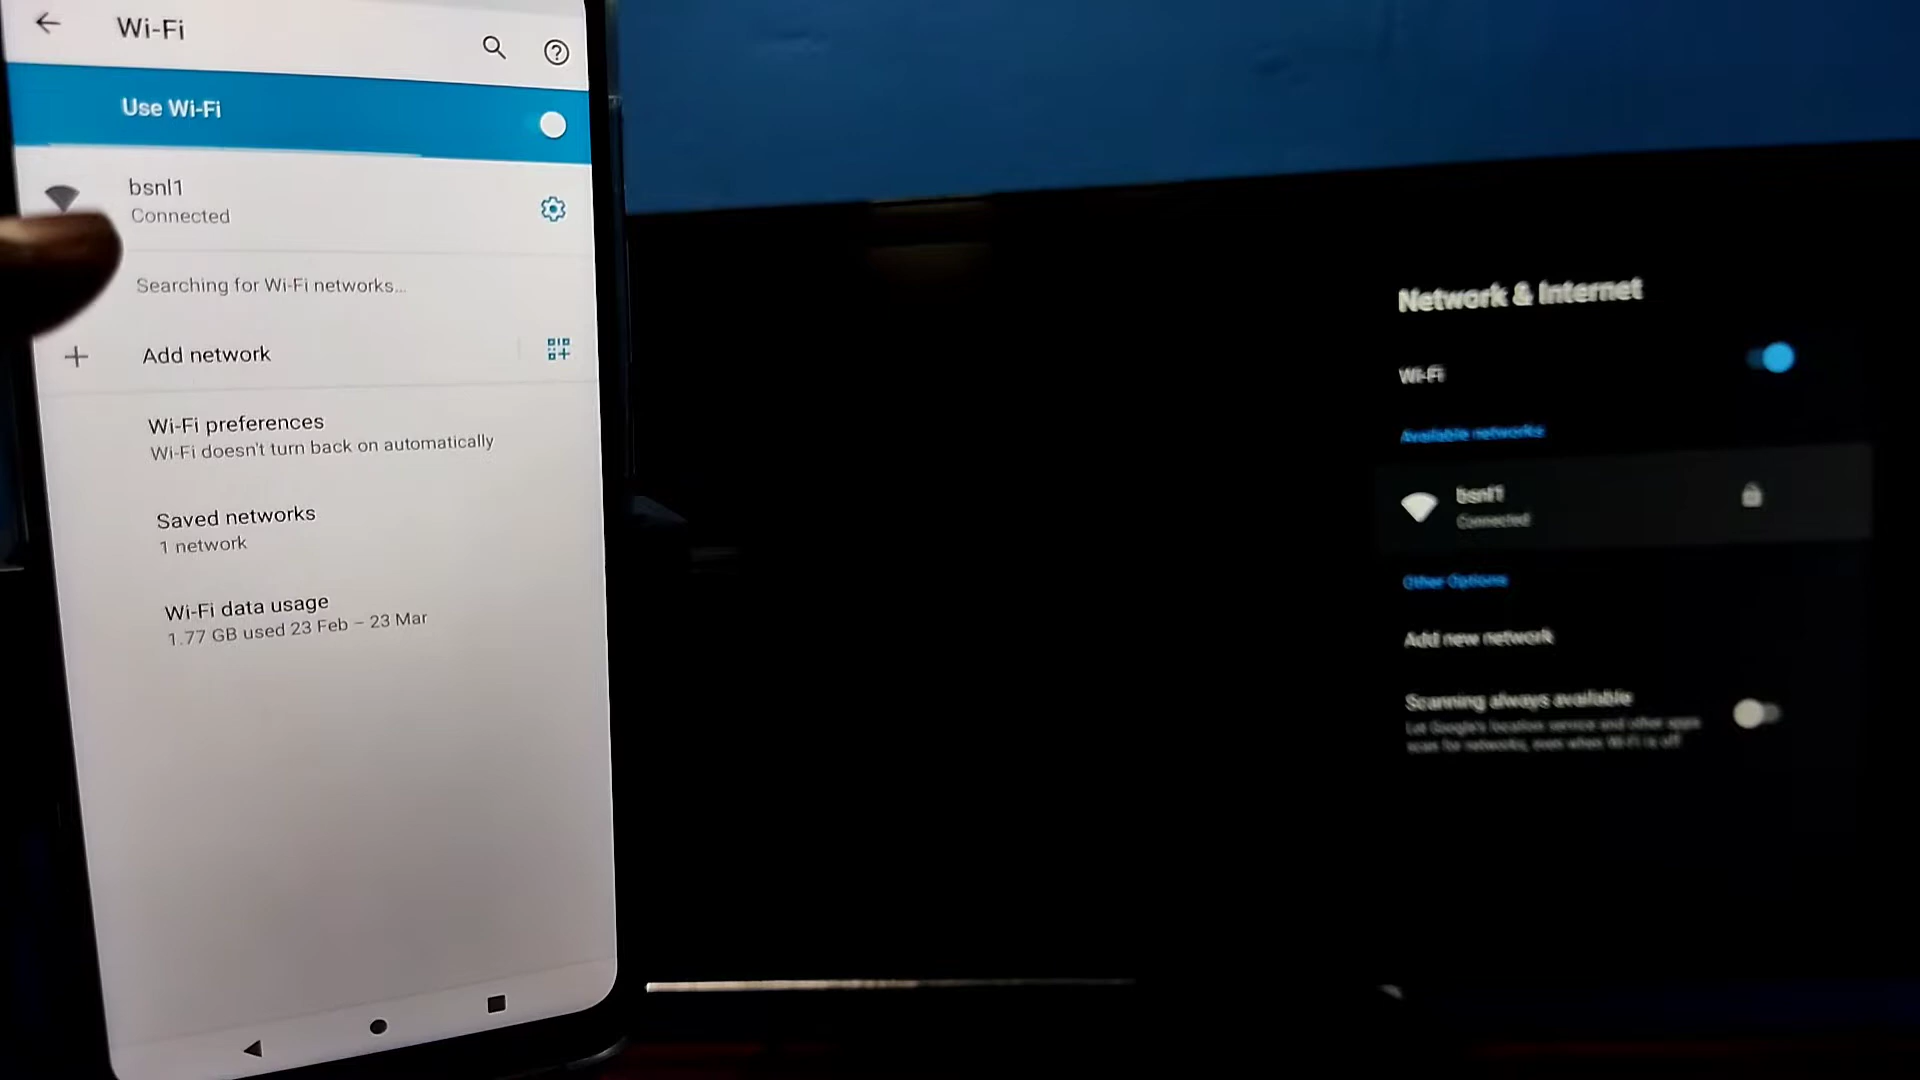 Wi-Fi
Use Wi-Fi
bsnl1
Connected
Searching for Wi-Fi networks...
Add network
Wi-Fi preferences
Wi-Fi doesn't turn back on automatically
Saved networks
1 network
Wi-Fi data usage
1.77 GB used 23 Feb – 23 Mar
Network & Internet
Wi-Fi
Available networks
bsnl1
Connected
Other Options
Add new network
Scanning always available
Let Google's location service and other apps
scan for networks, even when Wi-Fi is off